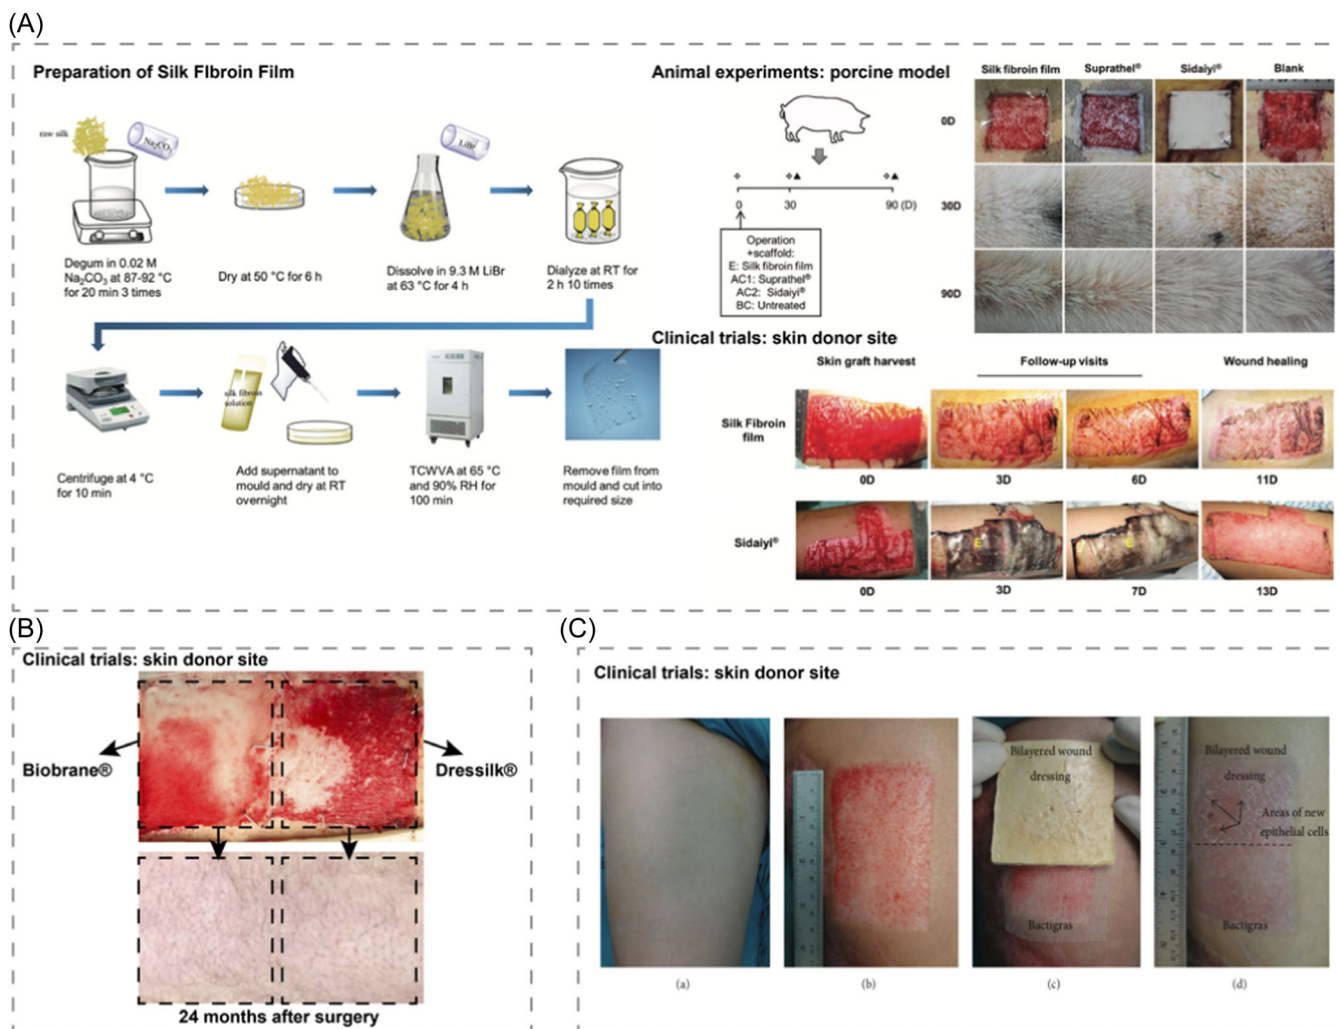 (A)
Preparation of Silk FIbroin Film
raw silk
Na₂CO₃
LiBr
Degum in 0.02 M
Na₂CO₃ at 87-92 °C
for 20 min 3 times
Dry at 50 °C for 6 h
Dissolve in 9.3 M LiBr
at 63 °C for 4 h
Dialyze at RT for
2 h 10 times
silk fibroin
solution
Centrifuge at 4 °C
for 10 min
Add supernatant to
mould and dry at RT
overnight
TCWVA at 65 °C
and 90% RH for
100 min
Remove film from
mould and cut into
required size
Animal experiments: porcine model
0
30
90 (D)
Operation
+scaffold:
E: Silk fibroin film
AC1: Suprathel®
AC2: Sidaiyi®
BC: Untreated
Silk fibroin film
Suprathel®
Sidaiyi®
Blank
0D
30D
90D
Clinical trials: skin donor site
Skin graft harvest
Follow-up visits
Wound healing
Silk Fibroin
film
0D
3D
6D
11D
Sidaiyi®
E
E
0D
3D
7D
13D
(B)
Clinical trials: skin donor site
Biobrane®
Dressilk®
24 months after surgery
(C)
Clinical trials: skin donor site
Bilayered wound
dressing
Bactigras
Bilayered wound
dressing
Areas of new
epithelial cells
Bactigras
(a)
(b)
(c)
(d)